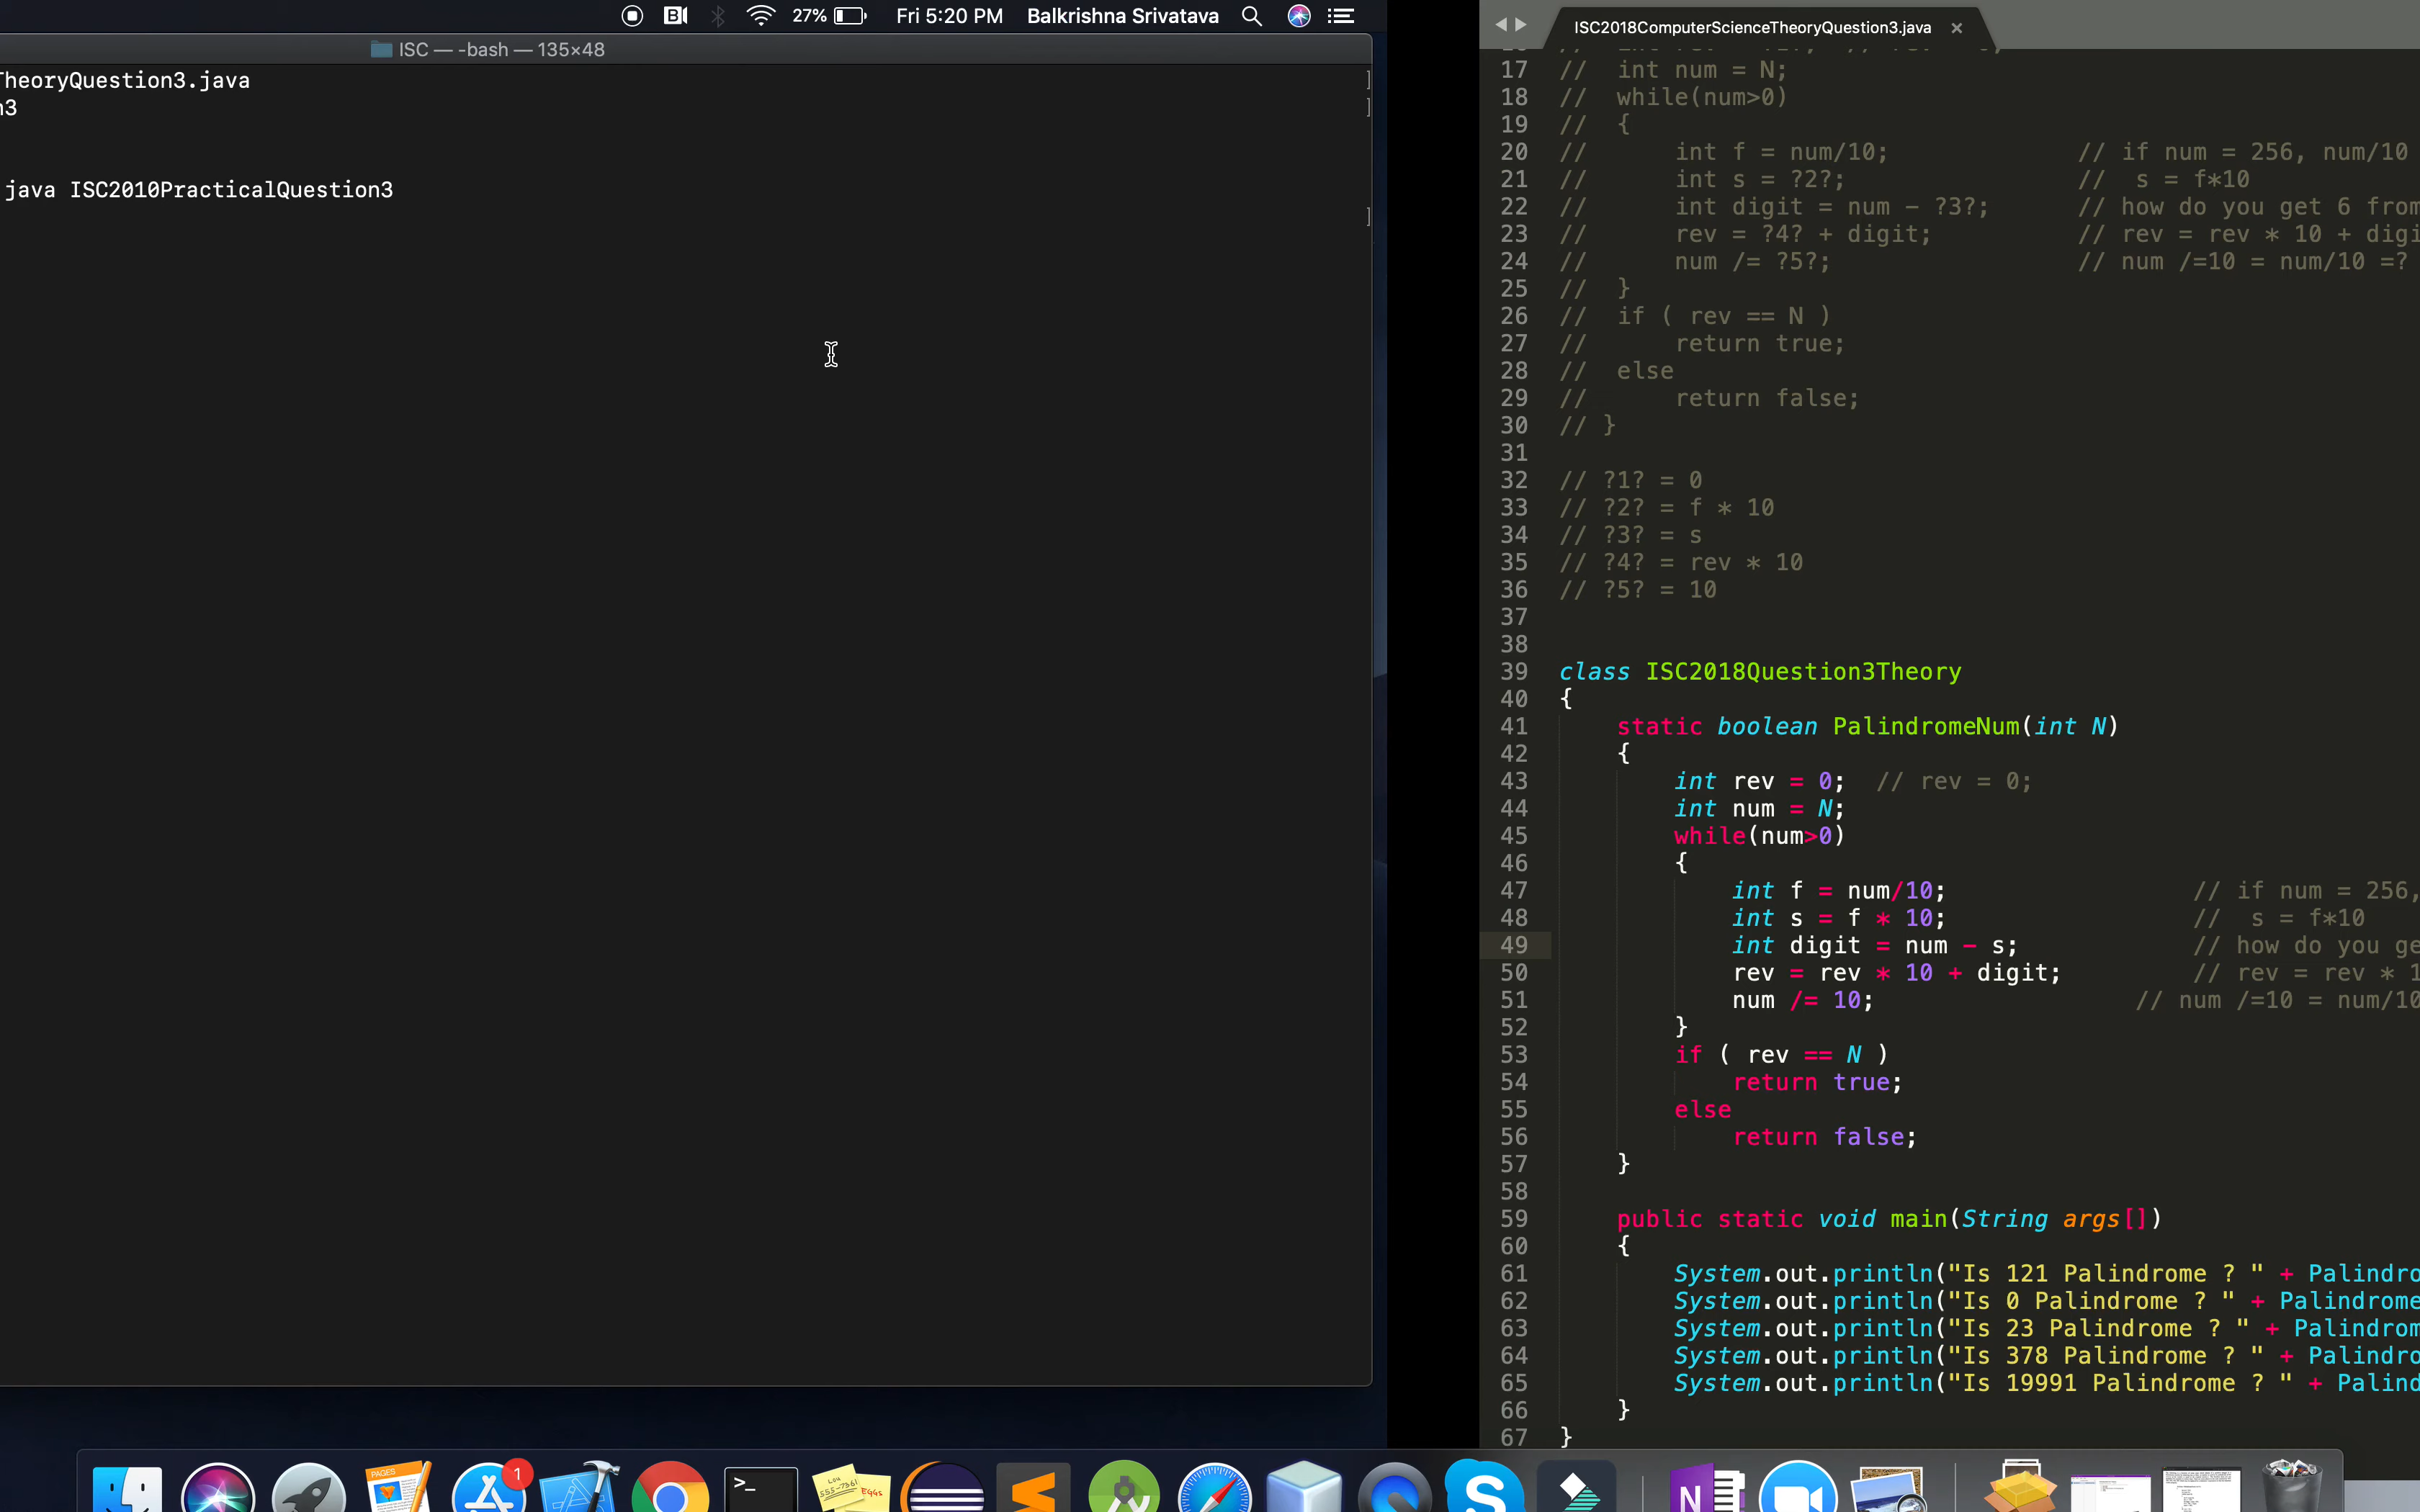 27% Fri 5:20 PM Balkrishna Srivatava
ISC — -bash — 135×48
TheoryQuestion3.java ]
n3 ]
java ISC2010PracticalQuestion3
]
ISC2018ComputerScienceTheoryQuestion3.java ×
17 // int num = N;
18 // while(num>0)
19 // {
20 // int f = num/10; // if num = 256, num/10
21 // int s = ?2?; // s = f*10
22 // int digit = num - ?3?; // how do you get 6 from
23 // rev = ?4? + digit; // rev = rev * 10 + digi
24 // num /= ?5?; // num /=10 = num/10 =?
25 // }
26 // if ( rev == N )
27 // return true;
28 // else
29 // return false;
30 // }
31
32 // ?1? = 0
33 // ?2? = f * 10
34 // ?3? = s
35 // ?4? = rev * 10
36 // ?5? = 10
37
38
39 class ISC2018Question3Theory
40 {
41 static boolean PalindromeNum(int N)
42 {
43 int rev = 0; // rev = 0;
44 int num = N;
45 while(num>0)
46 {
47 int f = num/10; // if num = 256,
48 int s = f * 10; // s = f*10
49 int digit = num - s; // how do you ge
50 rev = rev * 10 + digit; // rev = rev * 1
51 num /= 10; // num /=10 = num/10
52 }
53 if ( rev == N )
54 return true;
55 else
56 return false;
57 }
58
59 public static void main(String args[])
60 {
61 System.out.println("Is 121 Palindrome ? " + Palindro
62 System.out.println("Is 0 Palindrome ? " + Palindrome
63 System.out.println("Is 23 Palindrome ? " + Palindrom
64 System.out.println("Is 378 Palindrome ? " + Palindro
65 System.out.println("Is 19991 Palindrome ? " + Palind
66 }
67 }
PAGES
1
>_
555-7361
EGGS
S
N